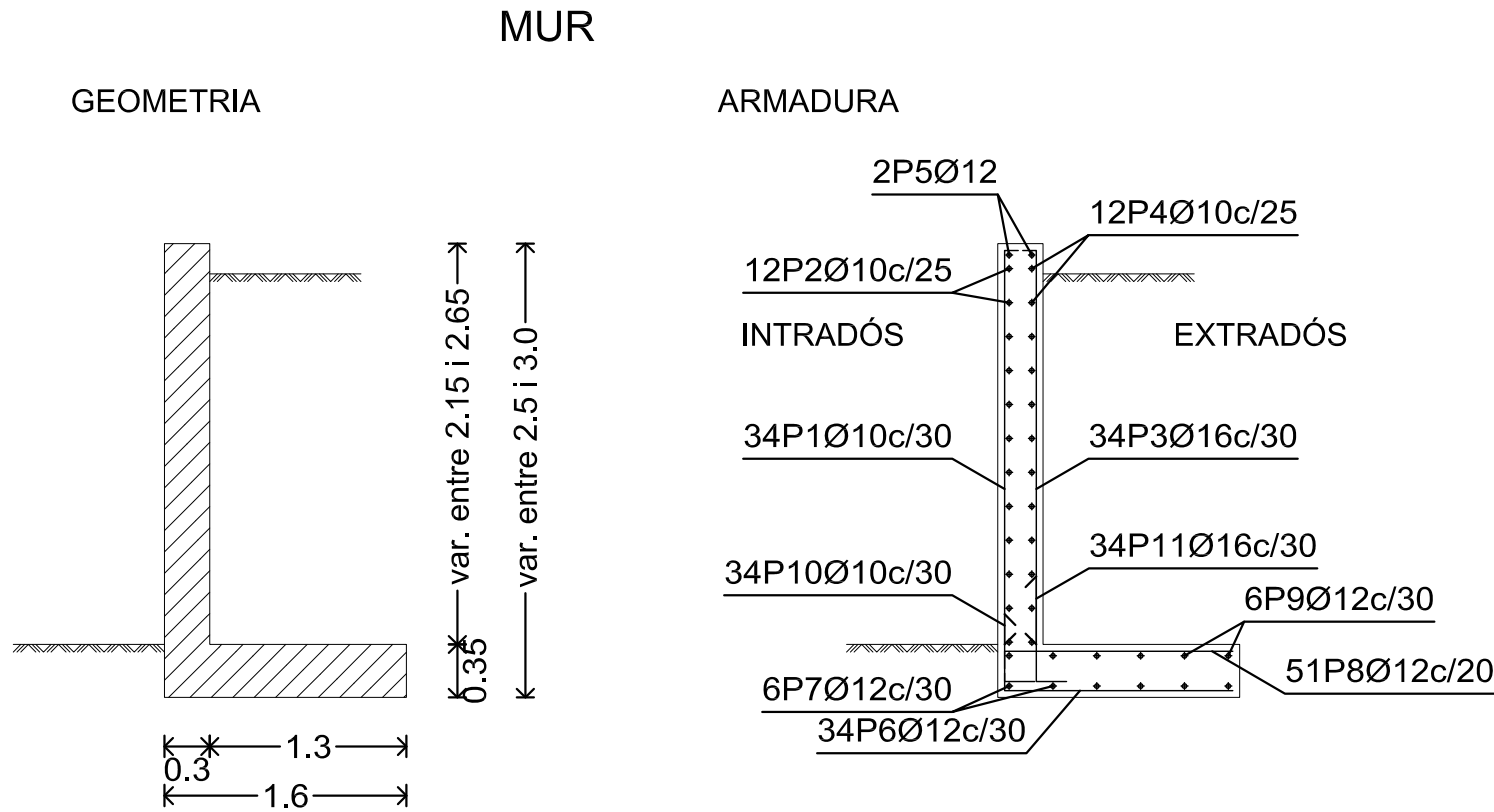 MUR
GEOMETRIA
ARMADURA
2P5Ø12
12P4Ø10c/25
12P2Ø10c/25
INTRADÓS
EXTRADÓS
var. entre 2.15 i 2.65
var. entre 2.5 i 3.0
34P1Ø10c/30
34P3Ø16c/30
34P10Ø10c/30
34P11Ø16c/30
6P9Ø12c/30
0.35
51P8Ø12c/20
6P7Ø12c/30
34P6Ø12c/30
0.3
1.3
1.6